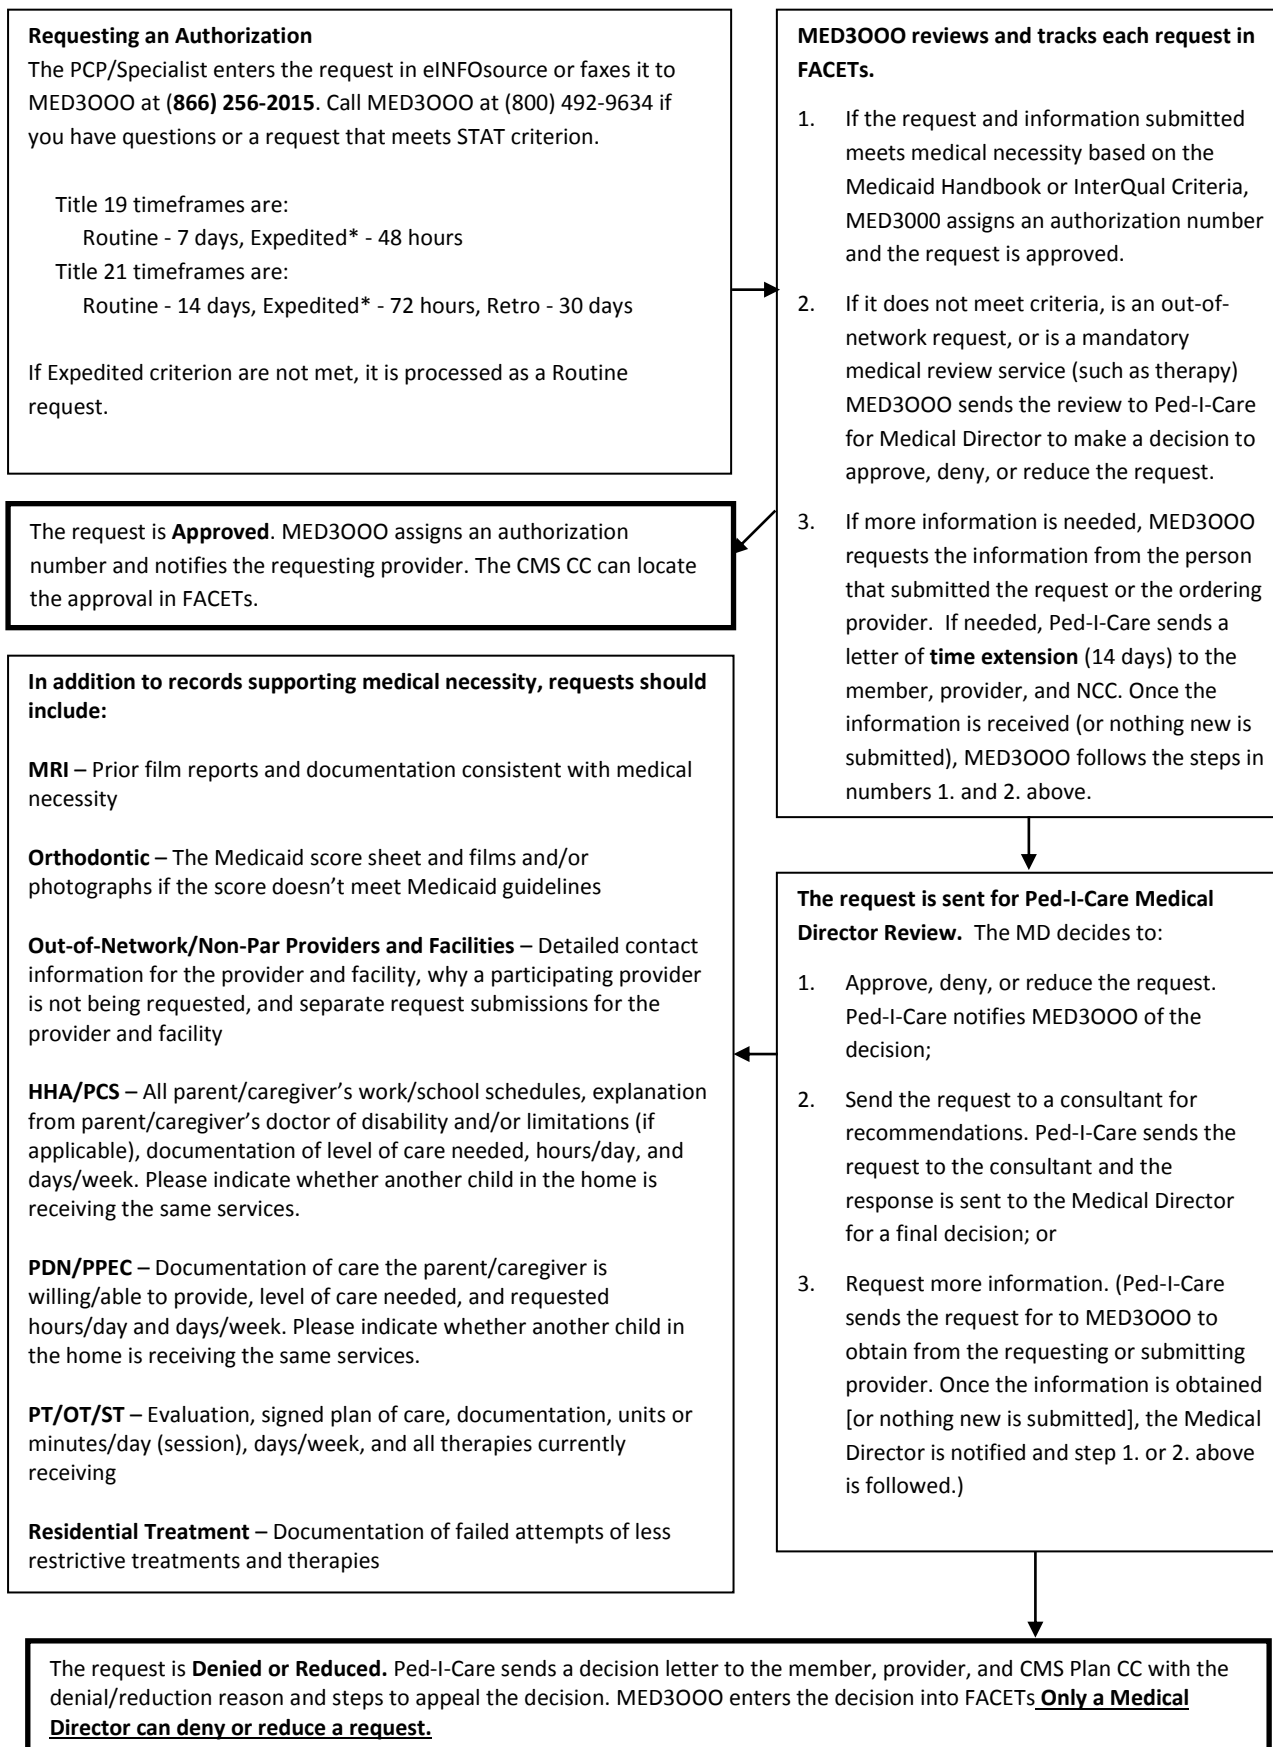 Requesting an Authorization
The PCP/Specialist enters the request in eINFOsource or faxes it to
MED3OOO at (866) 256-2015. Call MED3OOO at (800) 492-9634 if
you have questions or a request that meets STAT criterion.
Title 19 timeframes are:
Routine - 7 days, Expedited* - 48 hours
Title 21 timeframes are:
Routine - 14 days, Expedited* - 72 hours, Retro - 30 days
If Expedited criterion are not met, it is processed as a Routine
request.
MED3OOO reviews and tracks each request in
FACETs.
1. If the request and information submitted
meets medical necessity based on the
Medicaid Handbook or InterQual Criteria,
MED3000 assigns an authorization number
and the request is approved.
2. If it does not meet criteria, is an out-of-
network request, or is a mandatory
medical review service (such as therapy)
MED3OOO sends the review to Ped-I-Care
for Medical Director to make a decision to
approve, deny, or reduce the request.
3. If more information is needed, MED3OOO
requests the information from the person
that submitted the request or the ordering
provider. If needed, Ped-I-Care sends a
letter of time extension (14 days) to the
member, provider, and NCC. Once the
information is received (or nothing new is
submitted), MED3OOO follows the steps in
numbers 1. and 2. above.
The request is Approved. MED3OOO assigns an authorization
number and notifies the requesting provider. The CMS CC can locate
the approval in FACETs.
In addition to records supporting medical necessity, requests should
include:
MRI – Prior film reports and documentation consistent with medical
necessity
Orthodontic – The Medicaid score sheet and films and/or
photographs if the score doesn't meet Medicaid guidelines
Out-of-Network/Non-Par Providers and Facilities – Detailed contact
information for the provider and facility, why a participating provider
is not being requested, and separate request submissions for the
provider and facility
HHA/PCS – All parent/caregiver's work/school schedules, explanation
from parent/caregiver's doctor of disability and/or limitations (if
applicable), documentation of level of care needed, hours/day, and
days/week. Please indicate whether another child in the home is
receiving the same services.
PDN/PPEC – Documentation of care the parent/caregiver is
willing/able to provide, level of care needed, and requested
hours/day and days/week. Please indicate whether another child in
the home is receiving the same services.
PT/OT/ST – Evaluation, signed plan of care, documentation, units or
minutes/day (session), days/week, and all therapies currently
receiving
Residential Treatment – Documentation of failed attempts of less
restrictive treatments and therapies
The request is sent for Ped-I-Care Medical
Director Review. The MD decides to:
1. Approve, deny, or reduce the request.
Ped-I-Care notifies MED3OOO of the
decision;
2. Send the request to a consultant for
recommendations. Ped-I-Care sends the
request to the consultant and the
response is sent to the Medical Director
for a final decision; or
3. Request more information. (Ped-I-Care
sends the request for to MED3OOO to
obtain from the requesting or submitting
provider. Once the information is obtained
[or nothing new is submitted], the Medical
Director is notified and step 1. or 2. above
is followed.)
The request is Denied or Reduced. Ped-I-Care sends a decision letter to the member, provider, and CMS Plan CC with the
denial/reduction reason and steps to appeal the decision. MED3OOO enters the decision into FACETs Only a Medical
Director can deny or reduce a request.